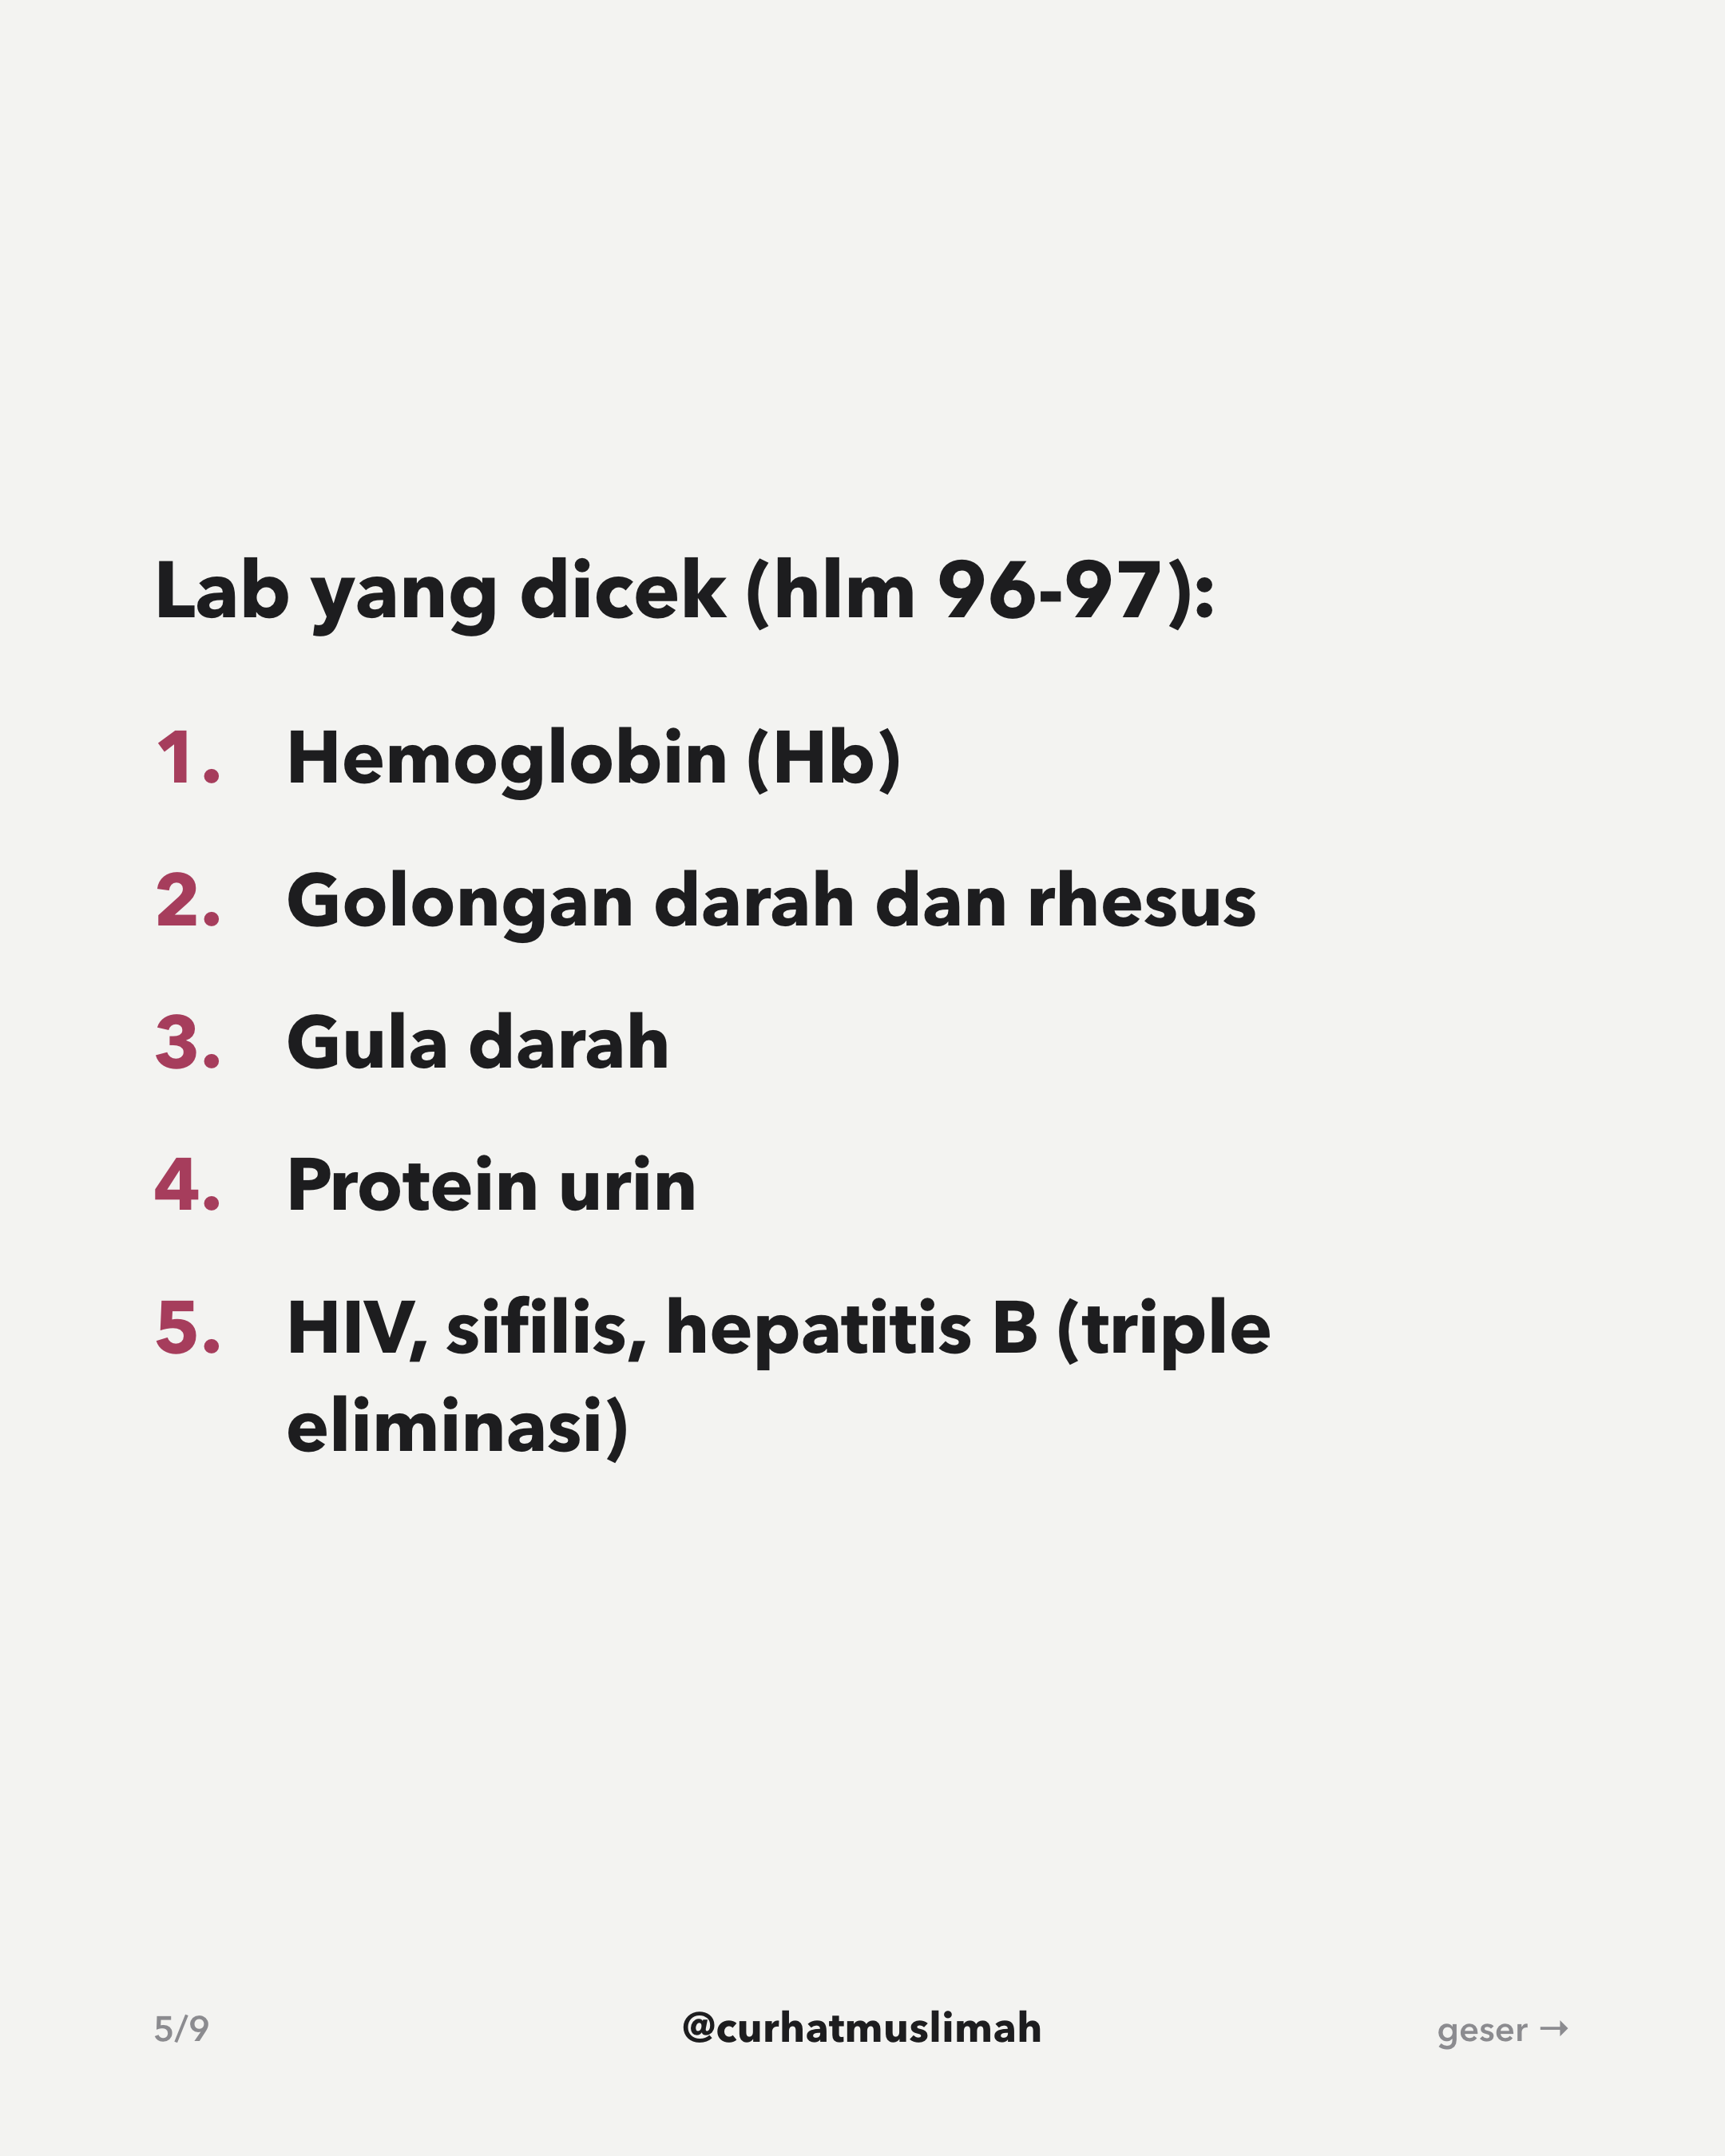 Lab yang dicek (hlm 96-97):
1. Hemoglobin (Hb)
2. Golongan darah dan rhesus
3. Gula darah
4. Protein urin
5. HIV, sifilis, hepatitis B (triple
eliminasi)
5/9
@curhatmuslimah
geser →